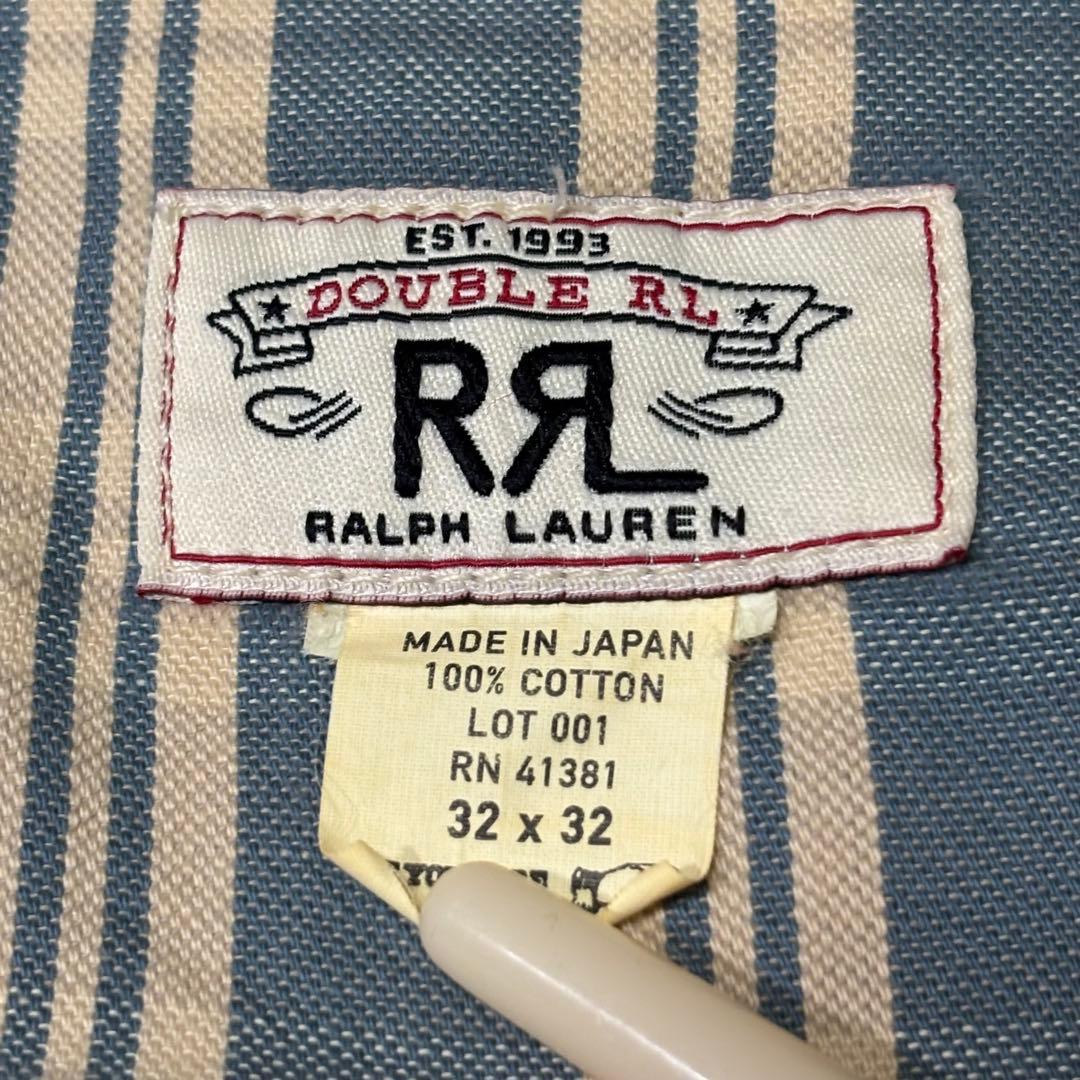 EST. 1993
DOUBLE RL
RRL
RALPH LAUREN
MADE IN JAPAN
100% COTTON
LOT 001
RN 41381
32 x 32